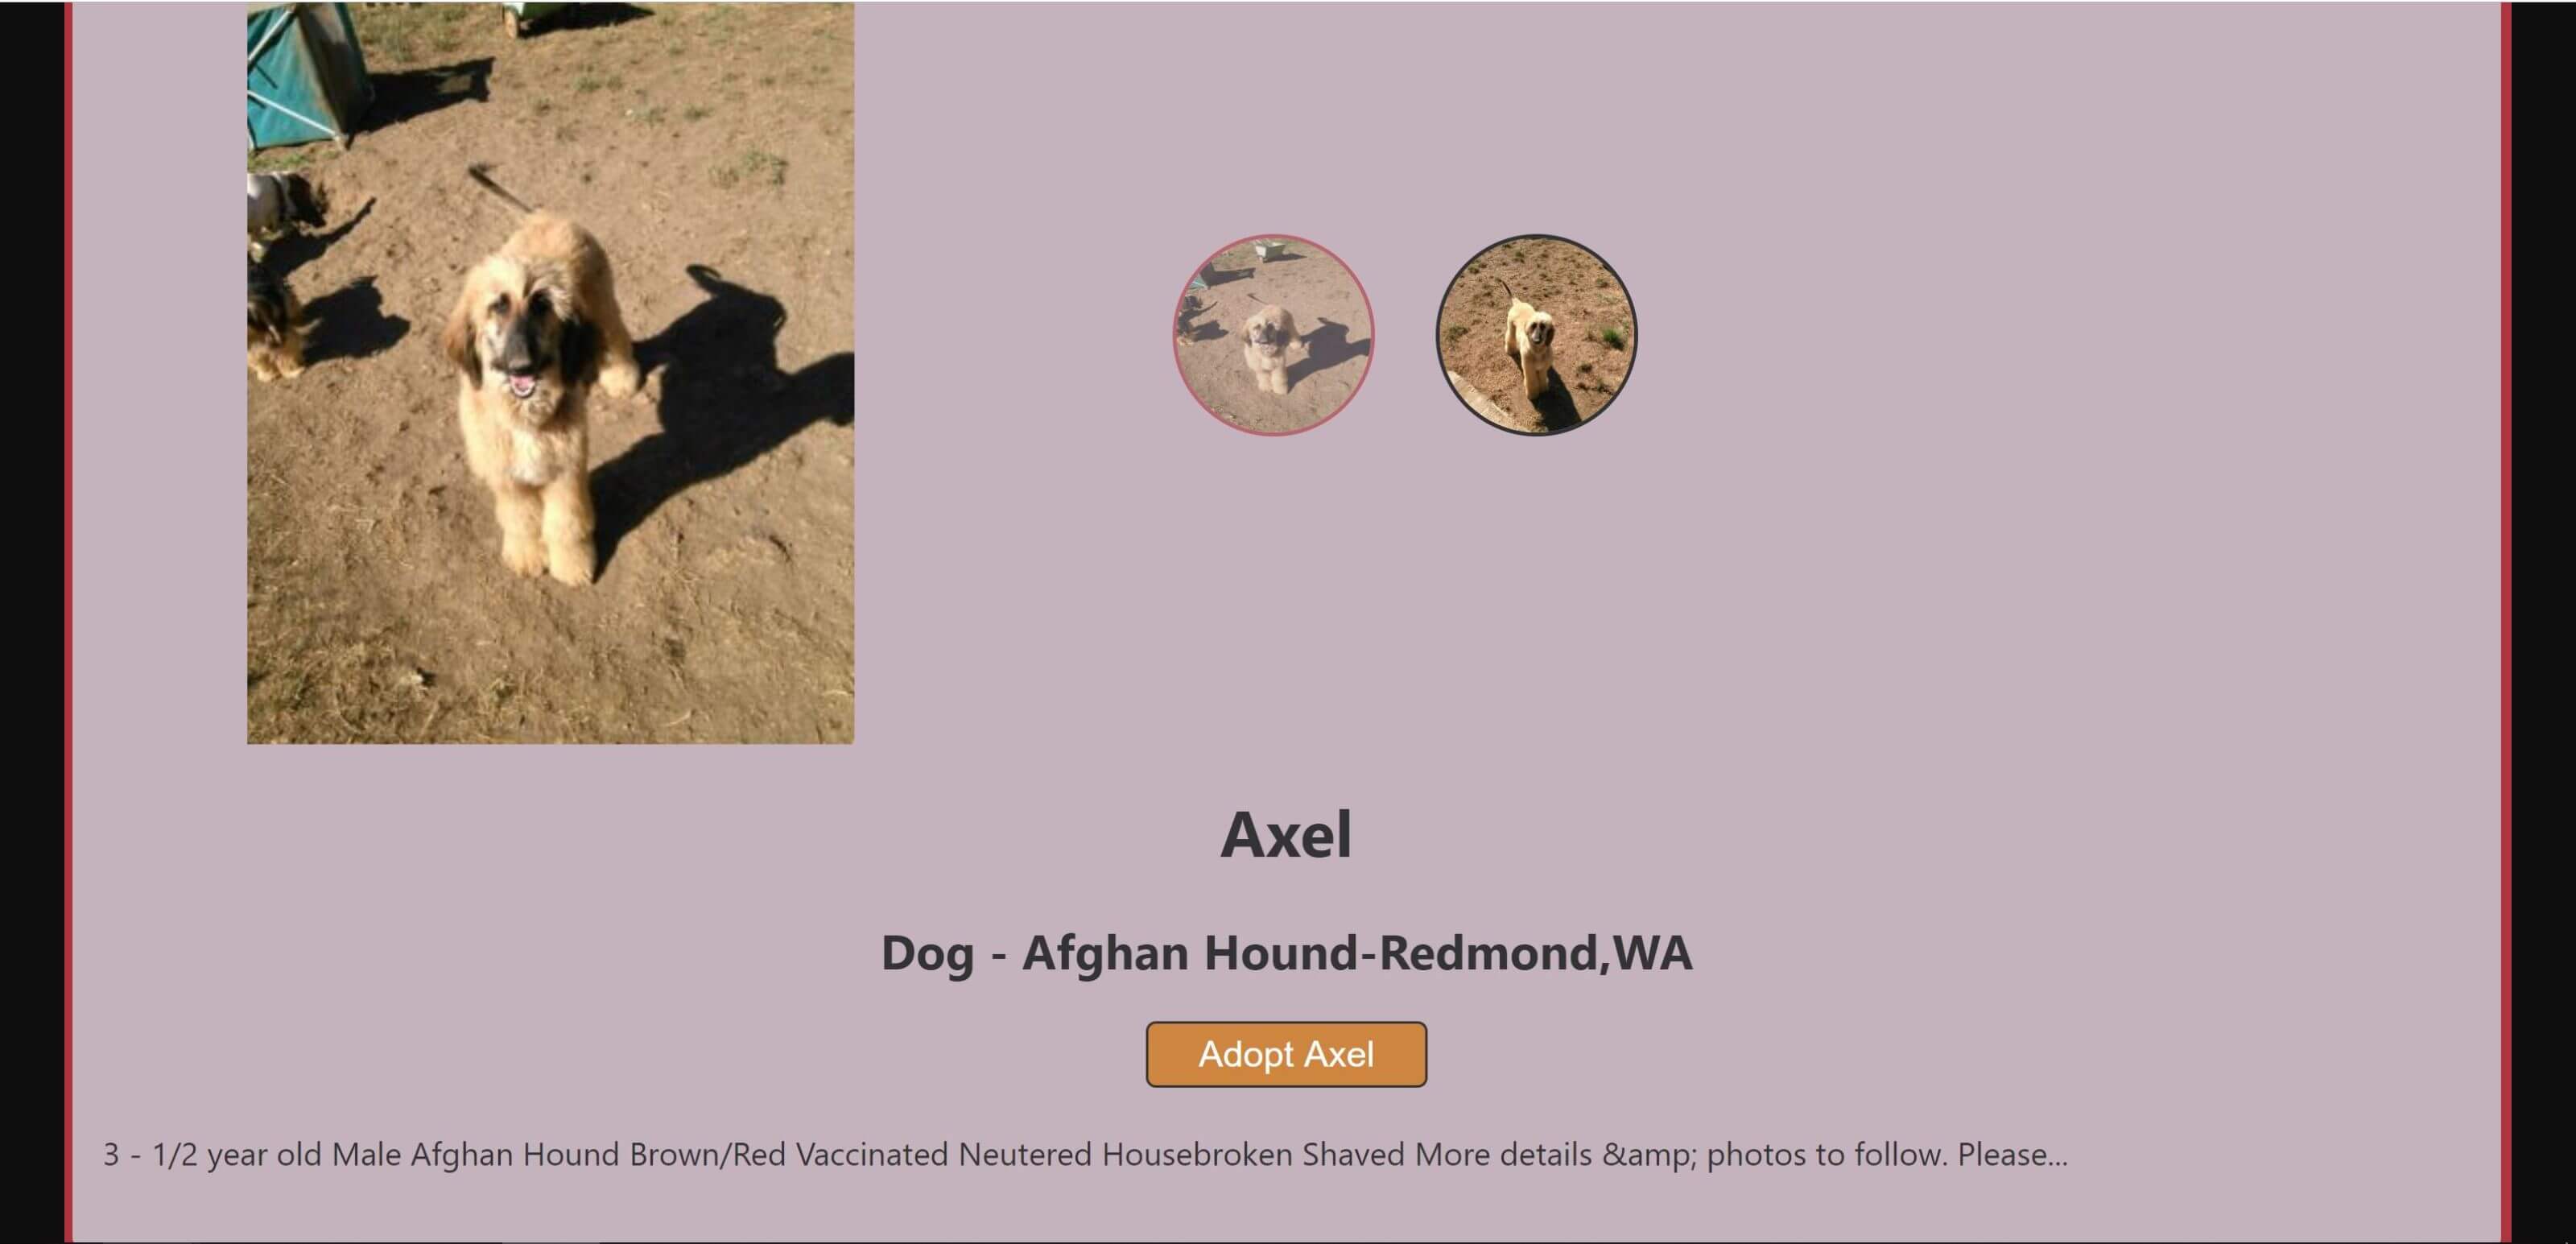 Axel
Dog - Afghan Hound-Redmond,WA
Adopt Axel
3 - 1/2 year old Male Afghan Hound Brown/Red Vaccinated Neutered Housebroken Shaved More details &amp; photos to follow. Please...